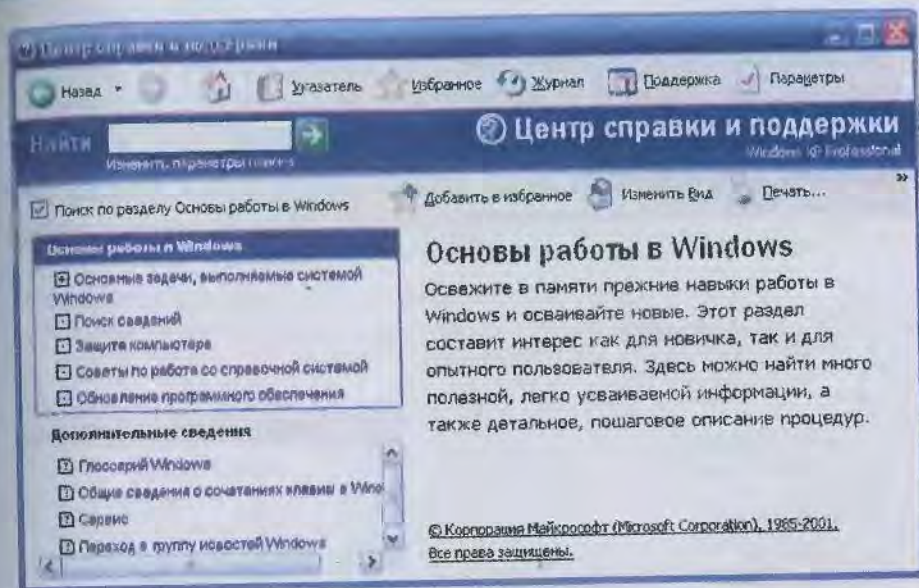 Центр справки и поддержки
Назад Указатель Избранное Журнал Поддержка Параметры
Найти
Изменить параметры поиска
Центр справки и поддержки
Windows XP Professional
Поиск по разделу Основы работы в Windows
Добавить в избранное Изменить Вид Печать... »
Основы работы в Windows
Основные задачи, выполняемые системой
Windows
Поиск сведений
Защита компьютера
Советы по работе со справочной системой
Обновление программного обеспечения
Дополнительные сведения
Глоссарий Windows
Общие сведения о сочетаниях клавиш в Wind
Сервис
Переход в группу новостей Windows
Основы работы в Windows
Освежите в памяти прежние навыки работы в
Windows и осваивайте новые. Этот раздел
составит интерес как для новичка, так и для
опытного пользователя. Здесь можно найти много
полезной, легко усваиваемой информации, а
также детальное, пошаговое описание процедур.
© Корпорация Майкрософт (Microsoft Corporation), 1985-2001.
Все права защищены.